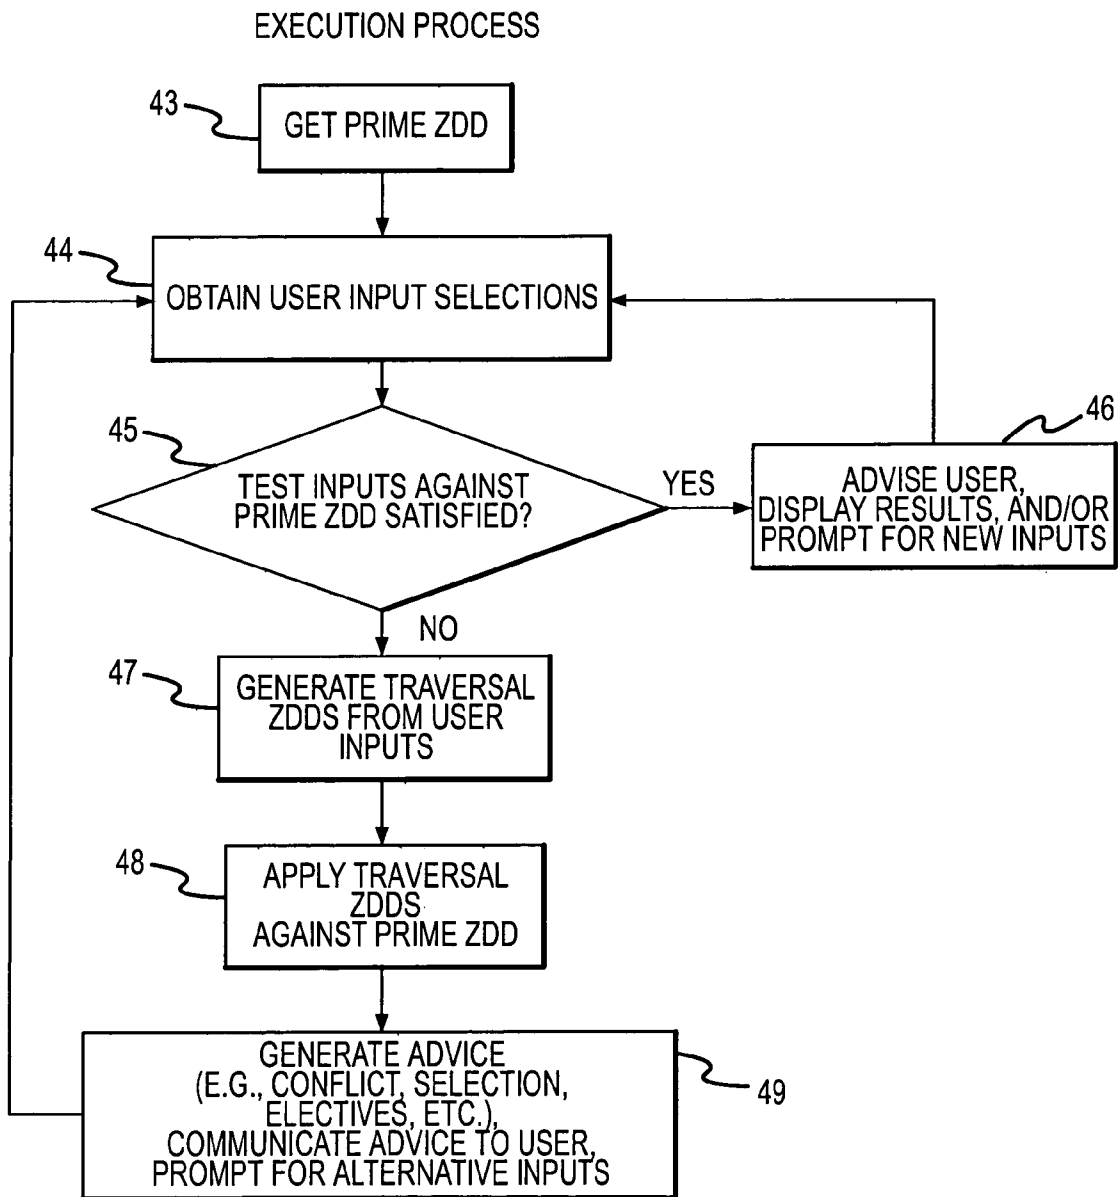 EXECUTION PROCESS
43
GET PRIME ZDD
44
OBTAIN USER INPUT SELECTIONS
45
TEST INPUTS AGAINST
PRIME ZDD SATISFIED?
YES
46
ADVISE USER,
DISPLAY RESULTS, AND/OR
PROMPT FOR NEW INPUTS
NO
47
GENERATE TRAVERSAL
ZDDS FROM USER
INPUTS
48
APPLY TRAVERSAL
ZDDS
AGAINST PRIME ZDD
GENERATE ADVICE
(E.G., CONFLICT, SELECTION,
ELECTIVES, ETC.),
COMMUNICATE ADVICE TO USER,
PROMPT FOR ALTERNATIVE INPUTS
49